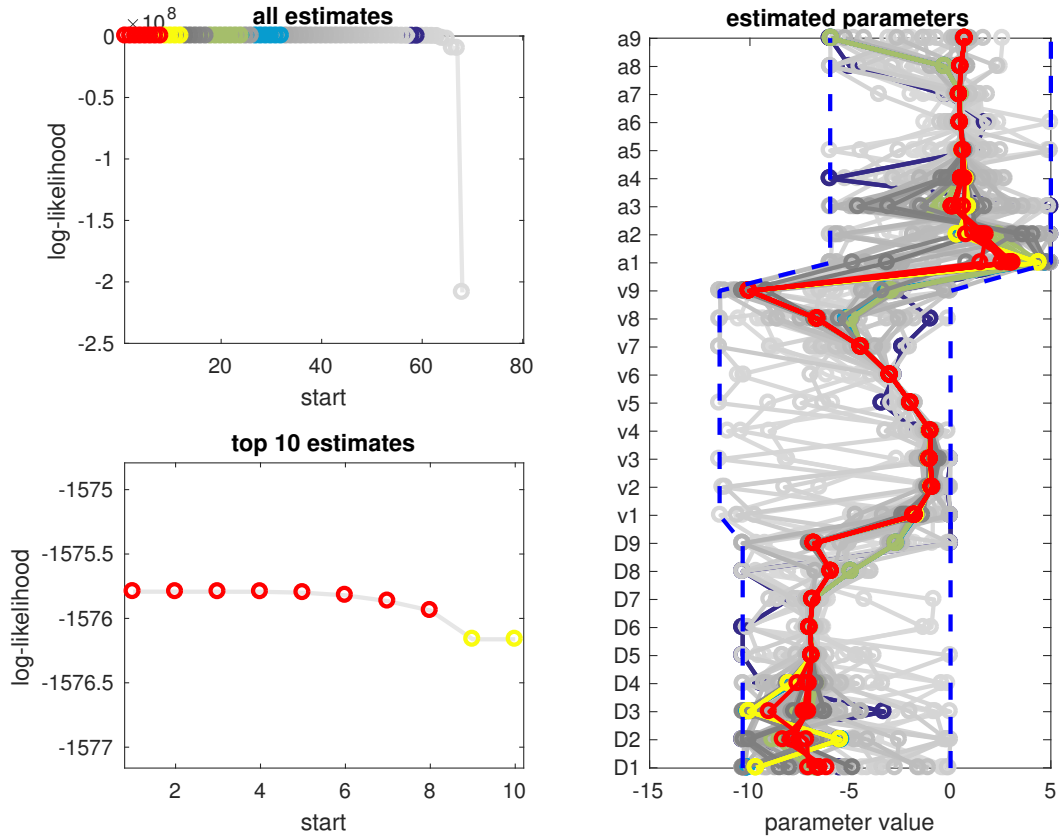 all estimates
×10^8
0
-0.5
-1
-1.5
-2
-2.5
20
40
60
80
start
log-likelihood
top 10 estimates
-1575
-1575.5
-1576
-1576.5
-1577
2
4
6
8
10
start
log-likelihood
estimated parameters
a9
a8
a7
a6
a5
a4
a3
a2
a1
v9
v8
v7
v6
v5
v4
v3
v2
v1
D9
D8
D7
D6
D5
D4
D3
D2
D1
-15
-10
-5
0
5
parameter value